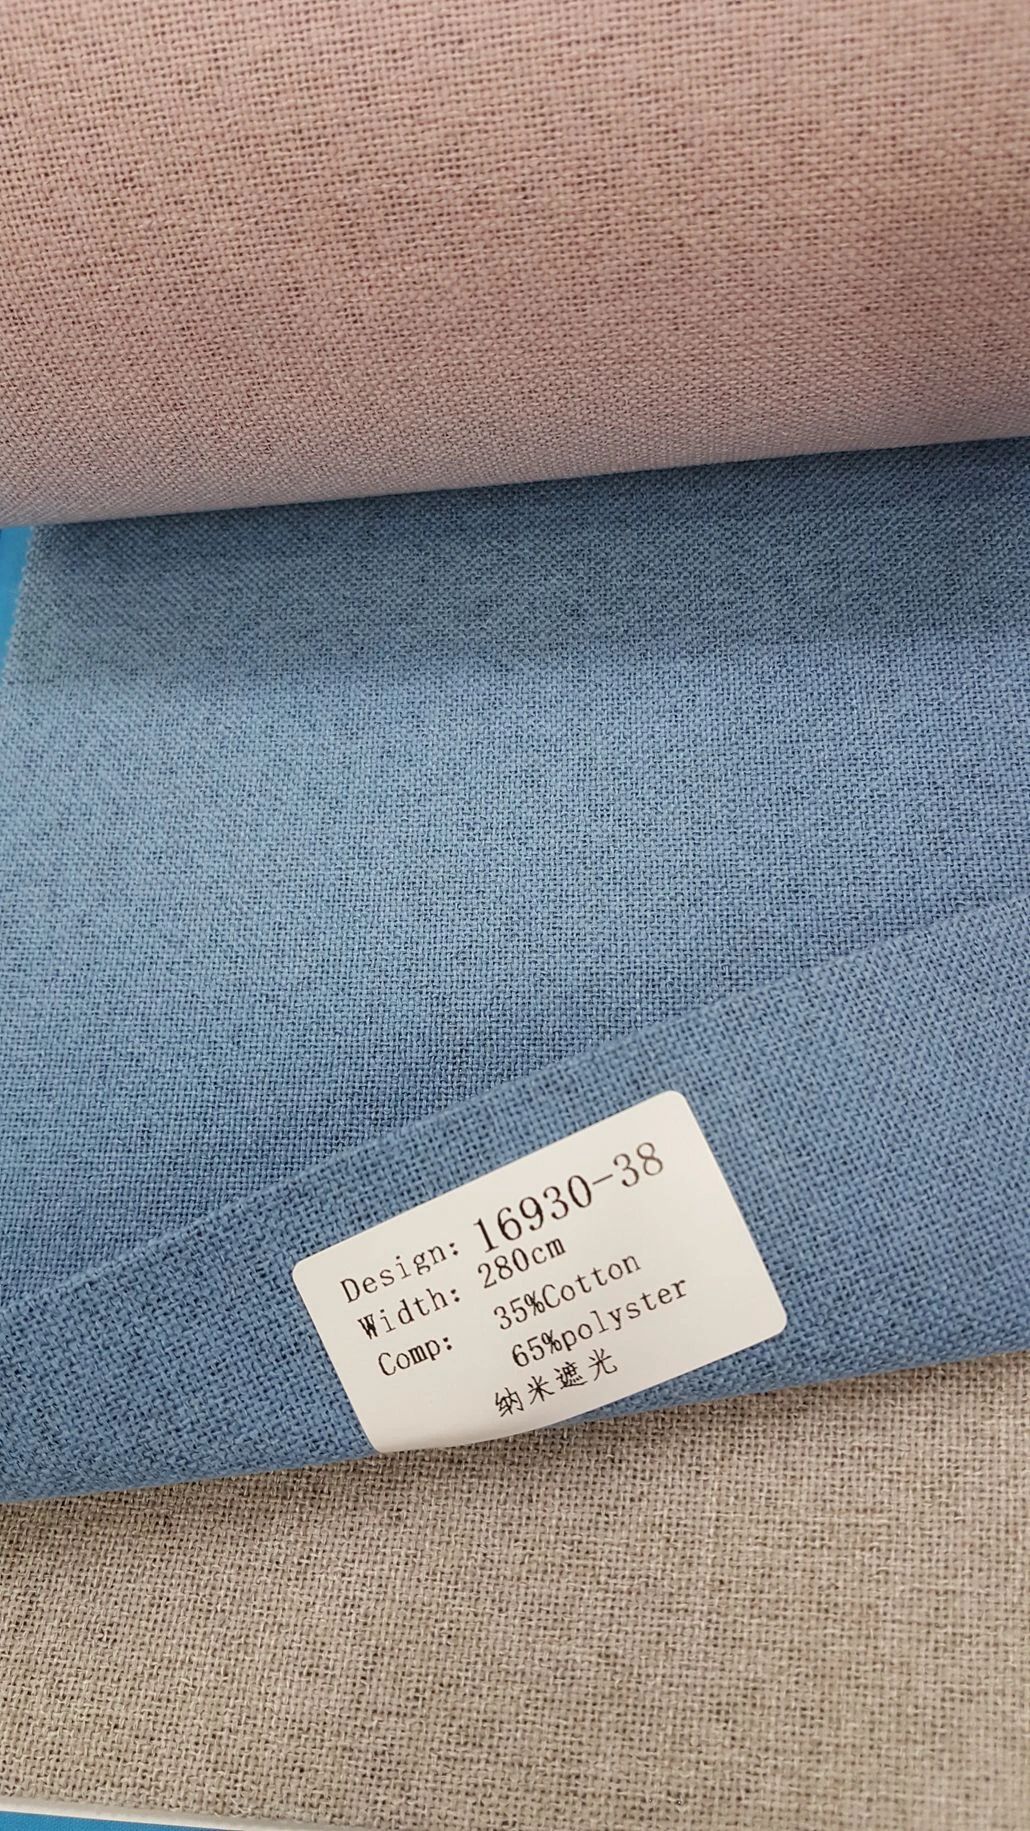 Design: 16930-38
Width: 280cm
Comp: 35%Cotton
65%polyster
纳米遮光